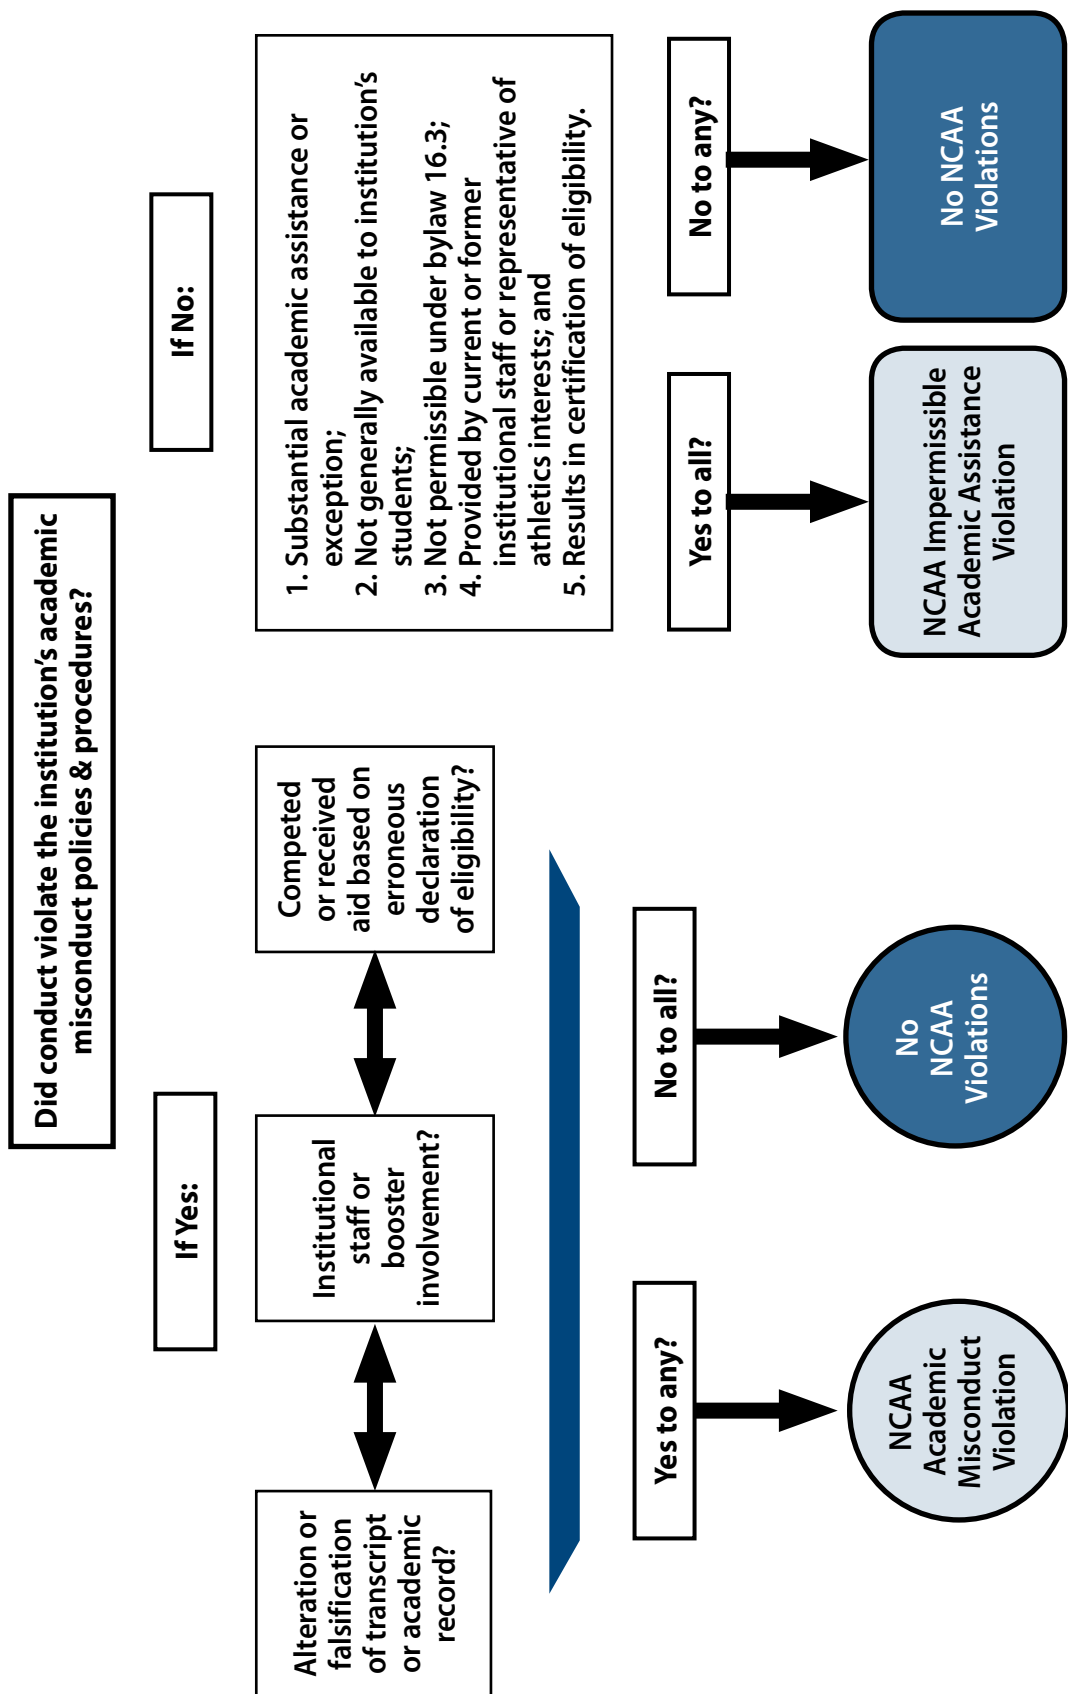 Did conduct violate the institution's academic
misconduct policies & procedures?
If Yes:
Alteration or
falsification
of transcript
or academic
record?
Institutional
staff or
booster
involvement?
Competed
or received
aid based on
erroneous
declaration
of eligibility?
Yes to any?
No to all?
NCAA
Academic
Misconduct
Violation
No
NCAA
Violations
If No:
1. Substantial academic assistance or
exception;
2. Not generally available to institution's
students;
3. Not permissible under bylaw 16.3;
4. Provided by current or former
institutional staff or representative of
athletics interests; and
5. Results in certification of eligibility.
Yes to all?
No to any?
NCAA Impermissible
Academic Assistance
Violation
No NCAA
Violations